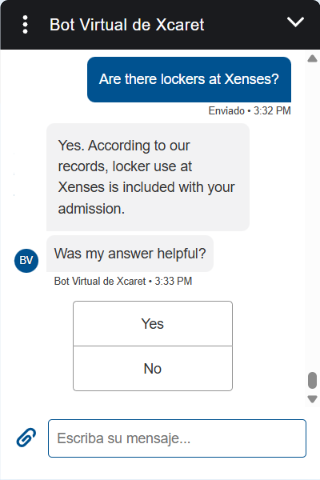 Bot Virtual de Xcaret
Are there lockers at Xenses?
Enviado • 3:32 PM
Yes. According to our
records, locker use at
Xenses is included with your
admission.
Was my answer helpful?
BV
Bot Virtual de Xcaret • 3:33 PM
Yes
No
Escriba su mensaje...